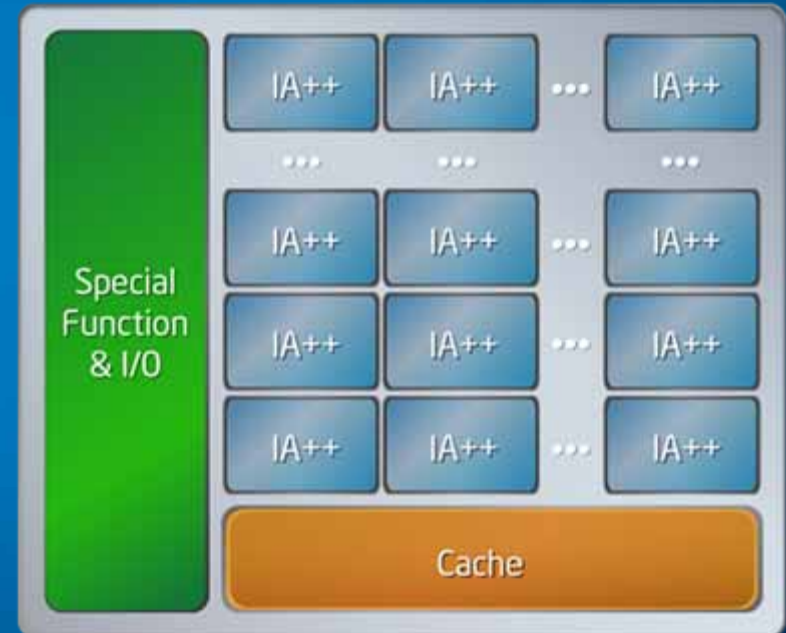 IA++ IA++ ... IA++
... ... ...
IA++ IA++ ... IA++
Special
Function
& I/O
IA++ IA++ ... IA++
IA++ IA++ ... IA++
Cache